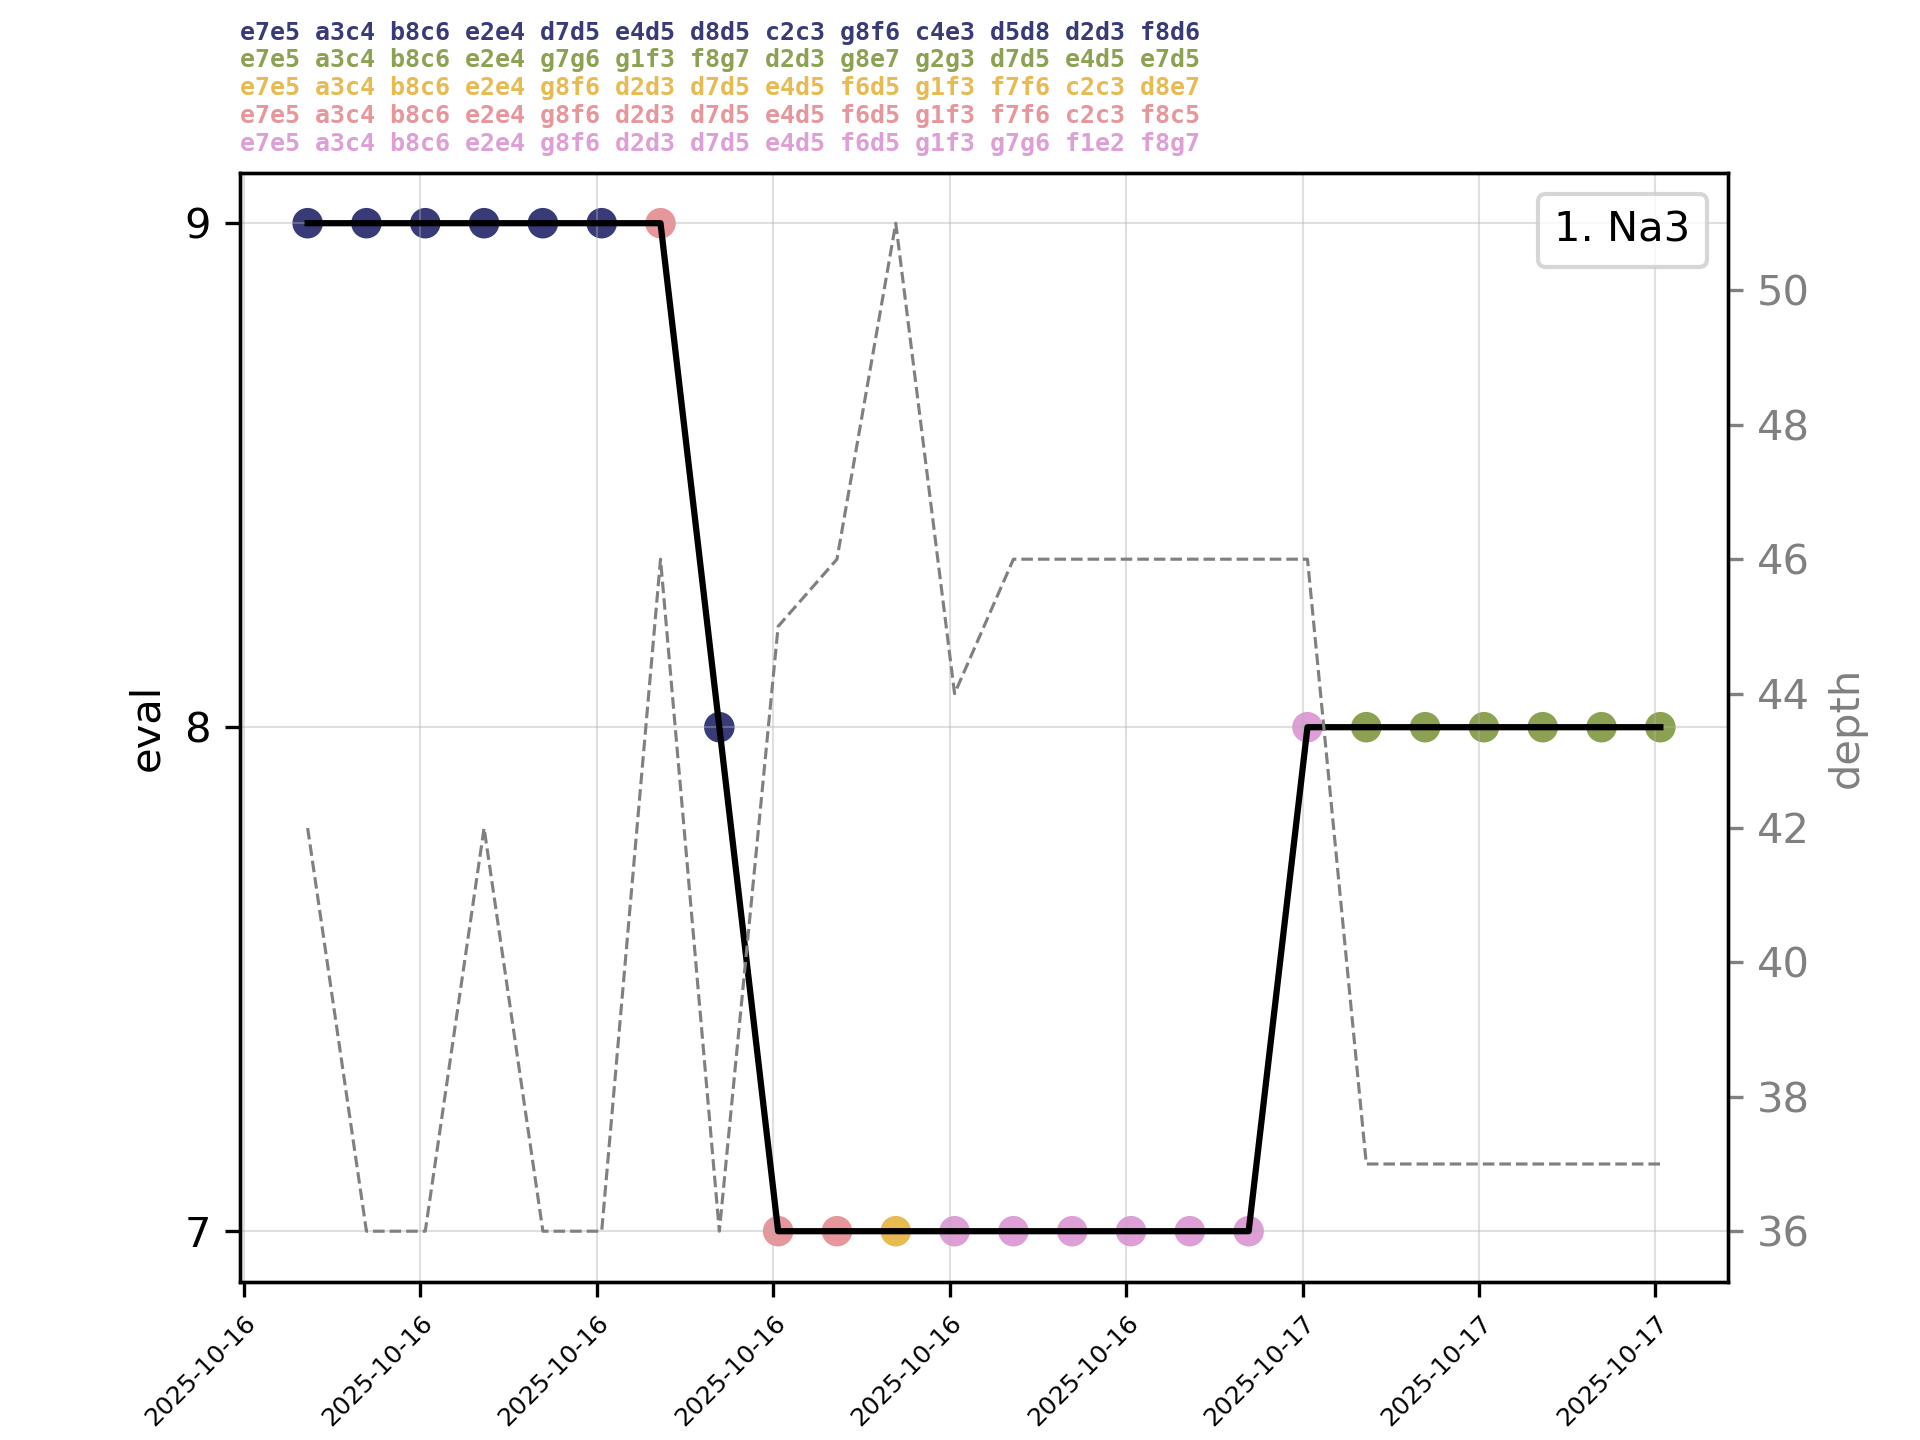 e7e5 a3c4 b8c6 e2e4 d7d5 e4d5 d8d5 c2c3 g8f6 c4e3 d5d8 d2d3 f8d6
e7e5 a3c4 b8c6 e2e4 g7g6 g1f3 f8g7 d2d3 g8e7 g2g3 d7d5 e4d5 e7d5
e7e5 a3c4 b8c6 e2e4 g8f6 d2d3 d7d5 e4d5 f6d5 g1f3 f7f6 c2c3 d8e7
e7e5 a3c4 b8c6 e2e4 g8f6 d2d3 d7d5 e4d5 f6d5 g1f3 f7f6 c2c3 f8c5
e7e5 a3c4 b8c6 e2e4 g8f6 d2d3 d7d5 e4d5 f6d5 g1f3 g7g6 f1e2 f8g7
1. Na3
9
8
7
eval
50
48
46
44
42
40
38
36
depth
2025-10-16
2025-10-16
2025-10-16
2025-10-16
2025-10-16
2025-10-16
2025-10-17
2025-10-17
2025-10-17